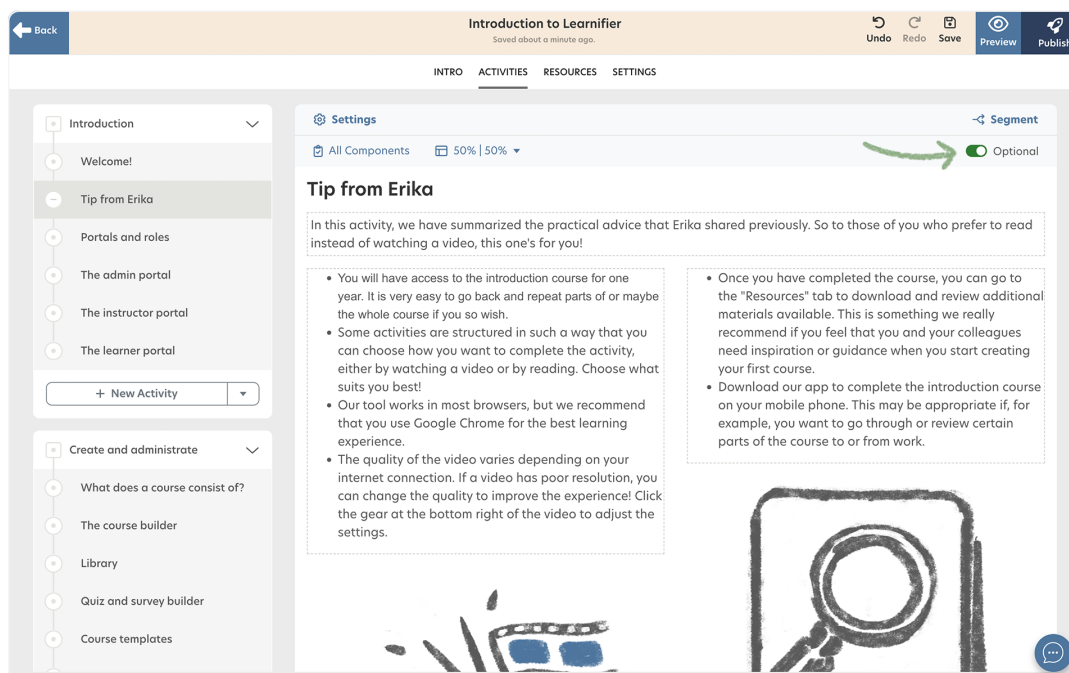 Back
Introduction to Learnifier
Saved about a minute ago.
Undo
Redo
Save
Preview
Publish
INTRO
ACTIVITIES
RESOURCES
SETTINGS
Introduction
Welcome!
Tip from Erika
Portals and roles
The admin portal
The instructor portal
The learner portal
+ New Activity
Create and administrate
What does a course consist of?
The course builder
Library
Quiz and survey builder
Course templates
Settings
Segment
All Components
50% | 50%
Optional
Tip from Erika
In this activity, we have summarized the practical advice that Erika shared previously. So to those of you who prefer to read
instead of watching a video, this one's for you!
• You will have access to the introduction course for one
year. It is very easy to go back and repeat parts of or maybe
the whole course if you so wish.
• Some activities are structured in such a way that you
can choose how you want to complete the activity,
either by watching a video or by reading. Choose what
suits you best!
• Our tool works in most browsers, but we recommend
that you use Google Chrome for the best learning
experience.
• The quality of the video varies depending on your
internet connection. If a video has poor resolution, you
can change the quality to improve the experience! Click
the gear at the bottom right of the video to adjust the
settings.
• Once you have completed the course, you can go to
the "Resources" tab to download and review additional
materials available. This is something we really
recommend if you feel that you and your colleagues
need inspiration or guidance when you start creating
your first course.
• Download our app to complete the introduction course
on your mobile phone. This may be appropriate if, for
example, you want to go through or review certain
parts of the course to or from work.